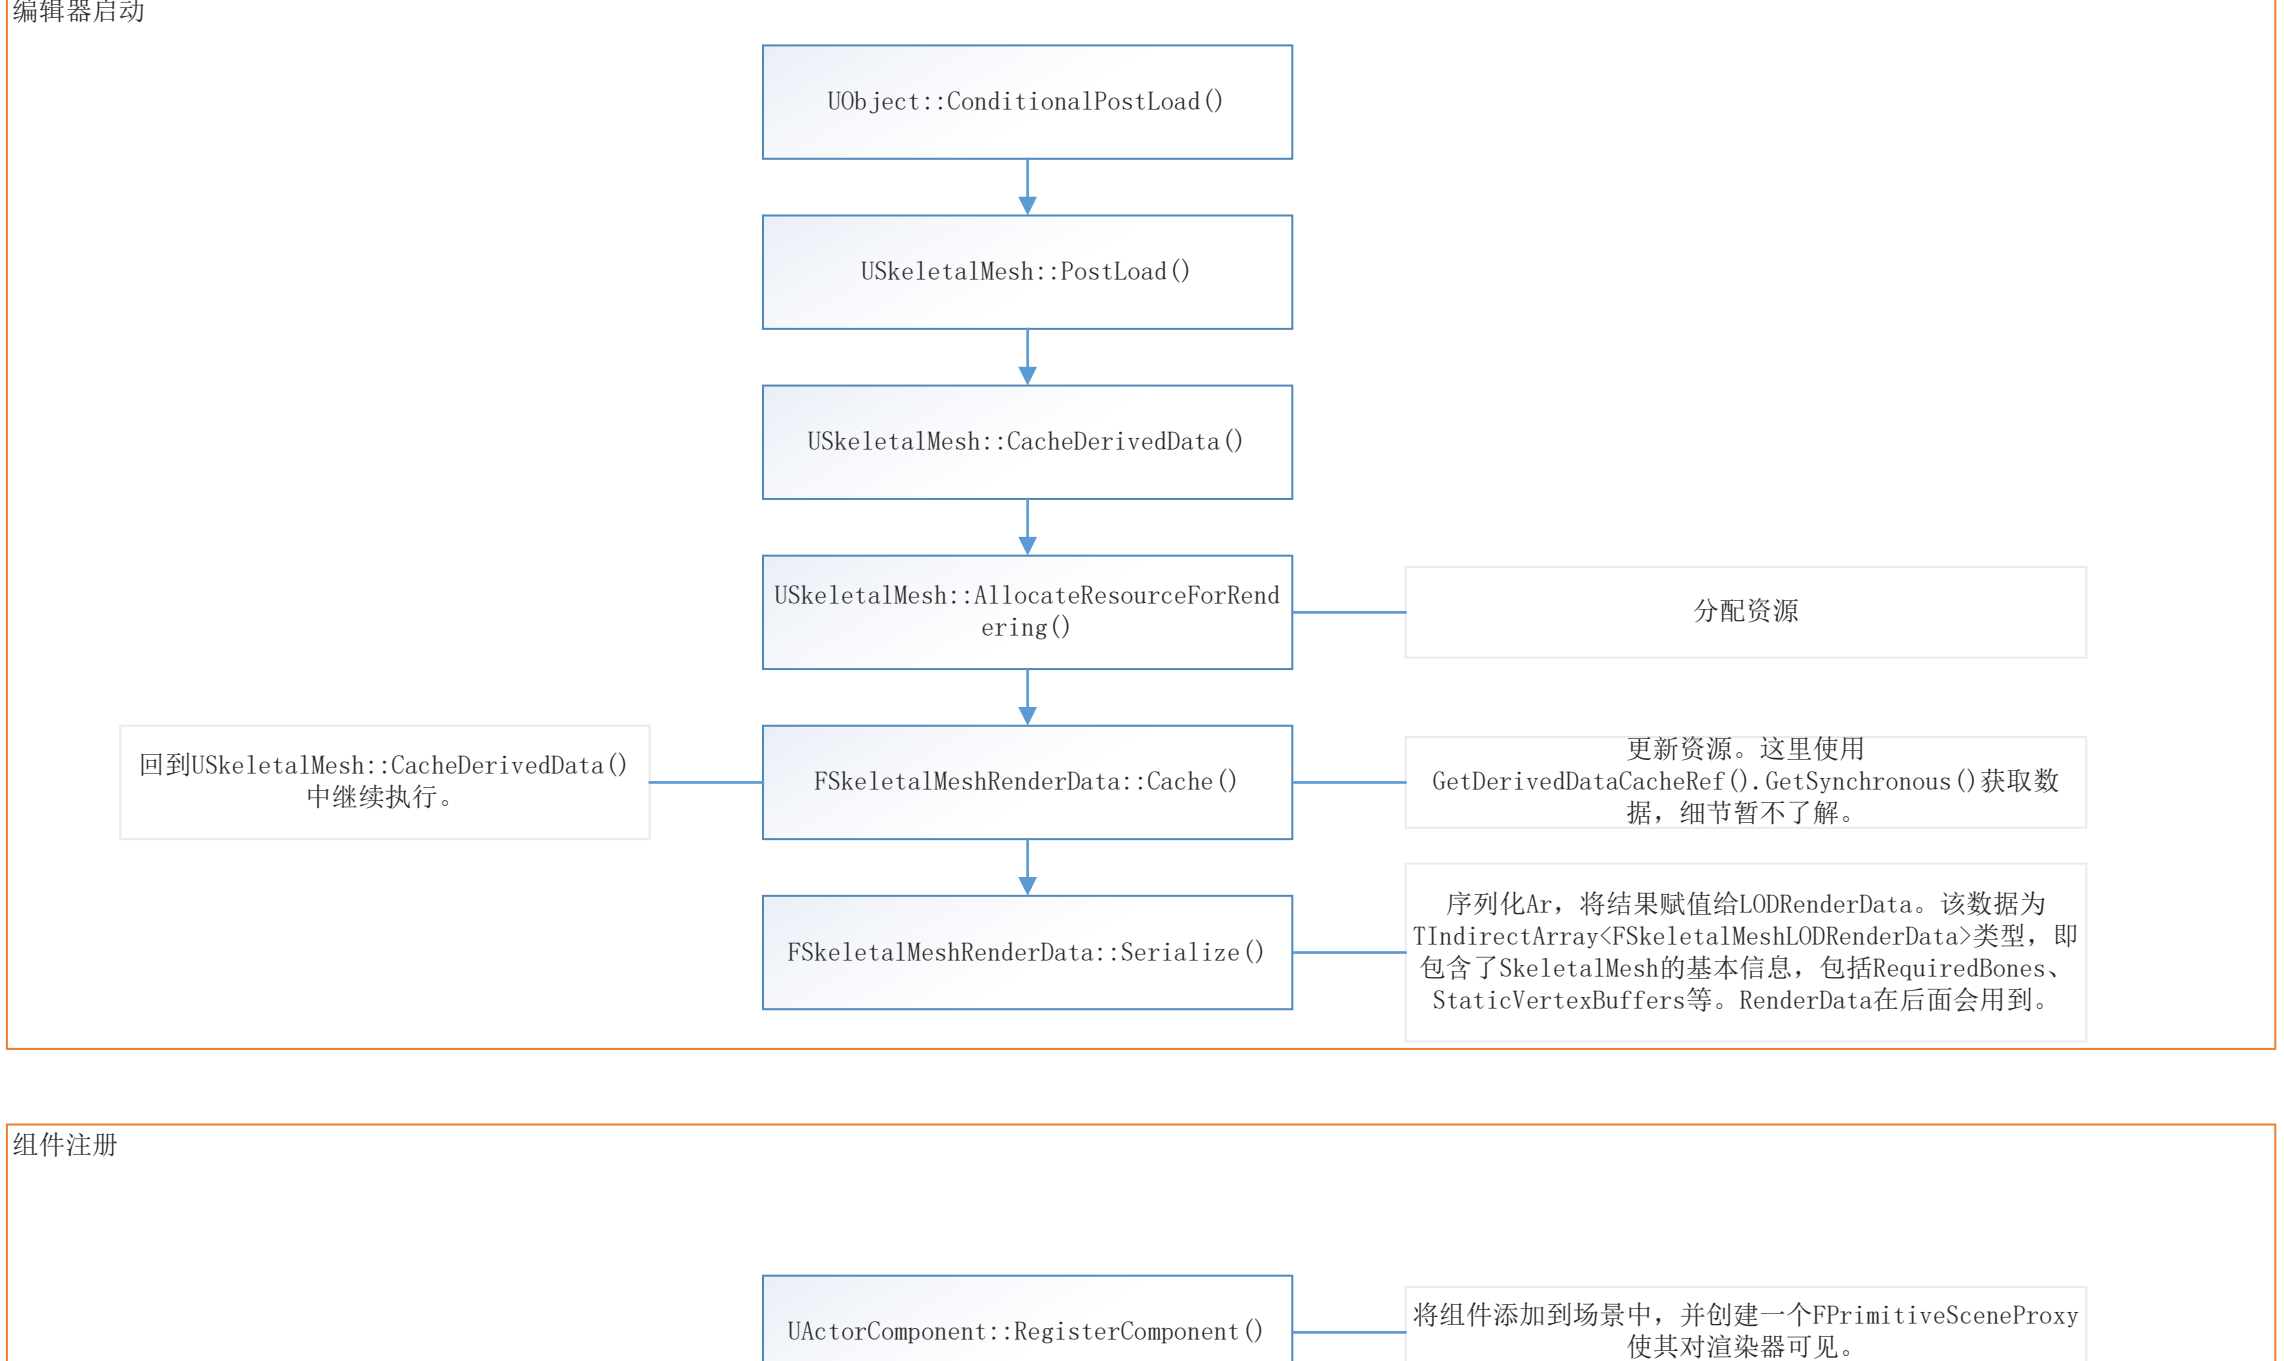 编辑器启动
UObject::ConditionalPostLoad()
USkeletalMesh::PostLoad()
USkeletalMesh::CacheDerivedData()
USkeletalMesh::AllocateResourceForRend
ering()
分配资源
回到USkeletalMesh::CacheDerivedData()
中继续执行。
FSkeletalMeshRenderData::Cache()
更新资源。这里使用
GetDerivedDataCacheRef().GetSynchronous()获取数
据，细节暂不了解。
FSkeletalMeshRenderData::Serialize()
序列化Ar，将结果赋值给LODRenderData。该数据为
TIndirectArray<FSkeletalMeshLODRenderData>类型，即
包含了SkeletalMesh的基本信息，包括RequiredBones、
StaticVertexBuffers等。RenderData在后面会用到。
组件注册
UActorComponent::RegisterComponent()
将组件添加到场景中，并创建一个FPrimitiveSceneProxy
使其对渲染器可见。